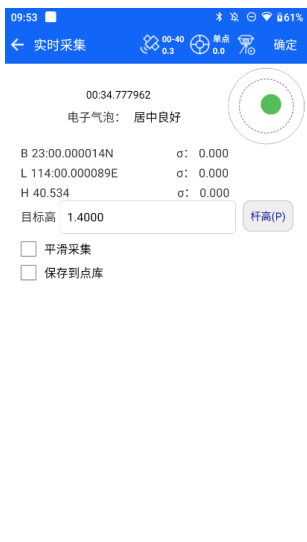 09:53 61%
实时采集 00-40 0.3 单点 0.0 确定
00:34.777962
电子气泡： 居中良好
B 23:00.000014N σ： 0.000
L 114:00.000089E σ： 0.000
H 40.534 σ： 0.000
目标高 1.4000 杆高(P)
平滑采集
保存到点库